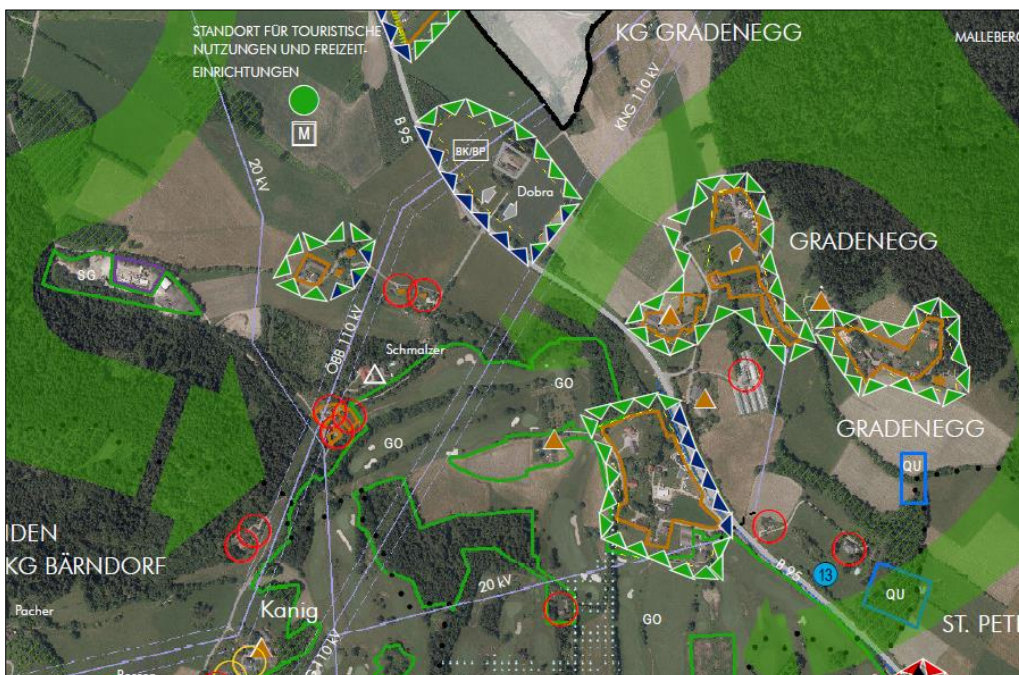 STANDORT FÜR TOURISTISCHE
NUTZUNGEN UND FREIZEIT-
EINRICHTUNGEN
M
KG GRADENEGG
MALLEBERG
B 95
KNG 110 kV
20 kV
BK/BP
Dobra
GRADENEGG
SG
ÖBB 110 kV
Schmalzer
GO
GO
GRADENEGG
QU
IDEN
KG BÄRNDORF
B 95
13
20 kV
Kanig
Pacher
GO
QU
ST. PET
110 kV